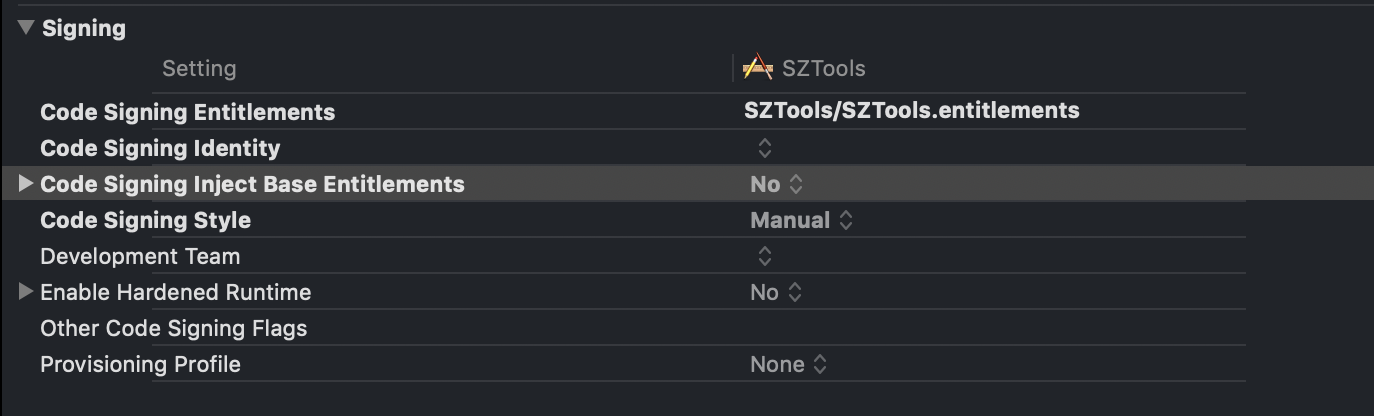 Signing
Setting SZTools
Code Signing Entitlements SZTools/SZTools.entitlements
Code Signing Identity
Code Signing Inject Base Entitlements No
Code Signing Style Manual
Development Team
Enable Hardened Runtime No
Other Code Signing Flags
Provisioning Profile None